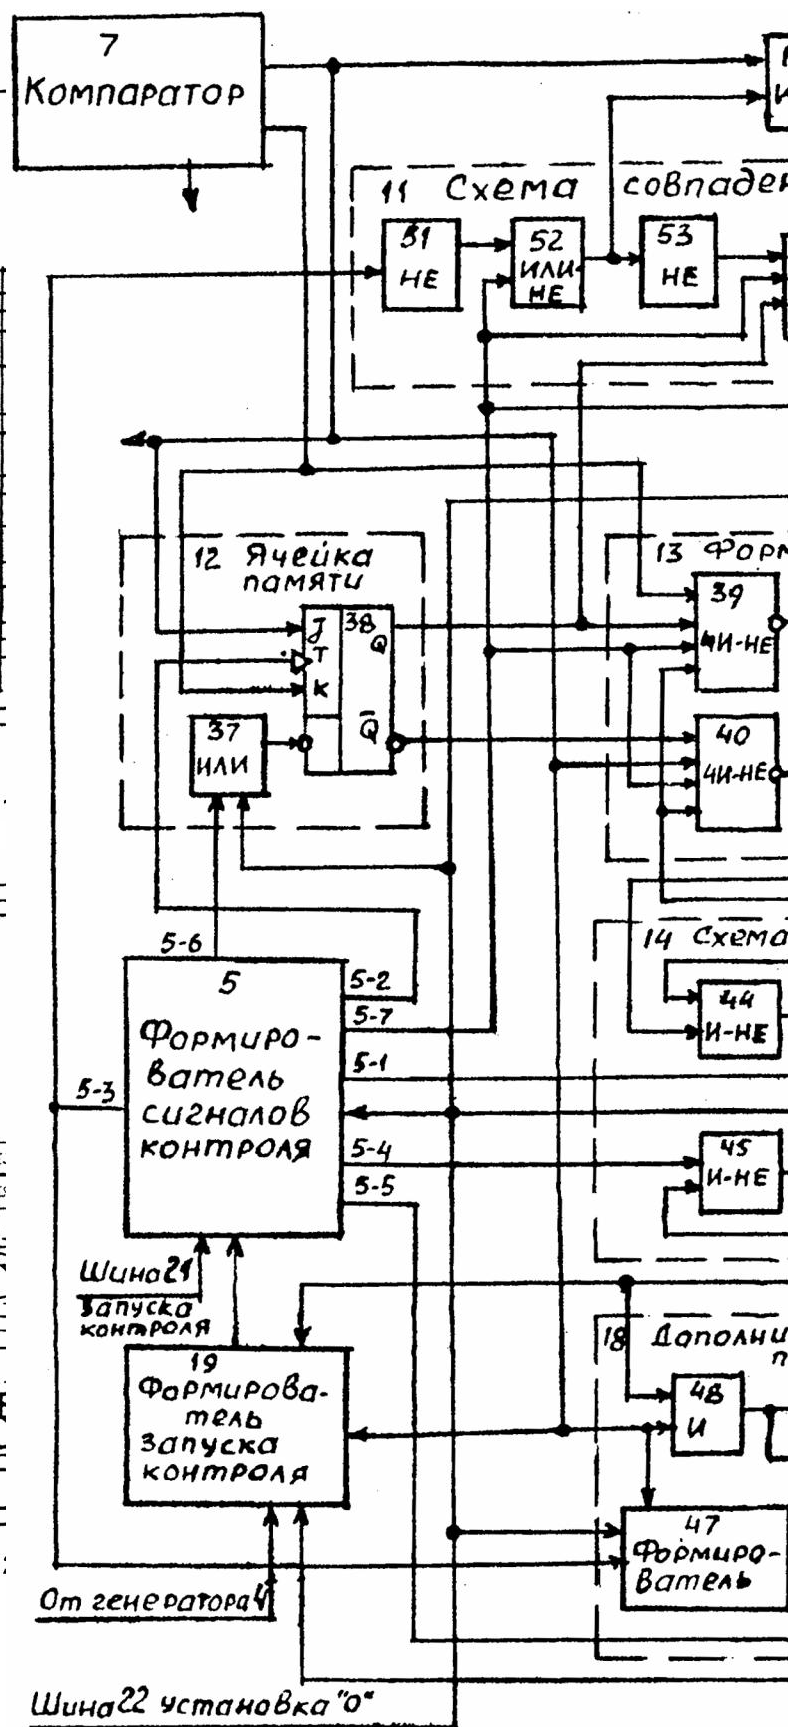 7
Компаратор
И
11 Схема совпаде
51
НЕ
52
ИЛИ-
НЕ
53
НЕ
12 Ячейка
памяти
J
T
K
38
Q
Q̅
37
ИЛИ
13 Форм
39
4И-НЕ
40
4И-НЕ
14 Схема
44
И-НЕ
45
И-НЕ
5-6
5
Формиро-
ватель
сигналов
контроля
5-2
5-7
5-1
5-3
5-4
5-5
Шина 21
Запуска
контроля
19
Формирова-
тель
запуска
контроля
18 Дополни
п
48
И
47
Формиро-
ватель
От генератора 4
Шина 22 установка "0"